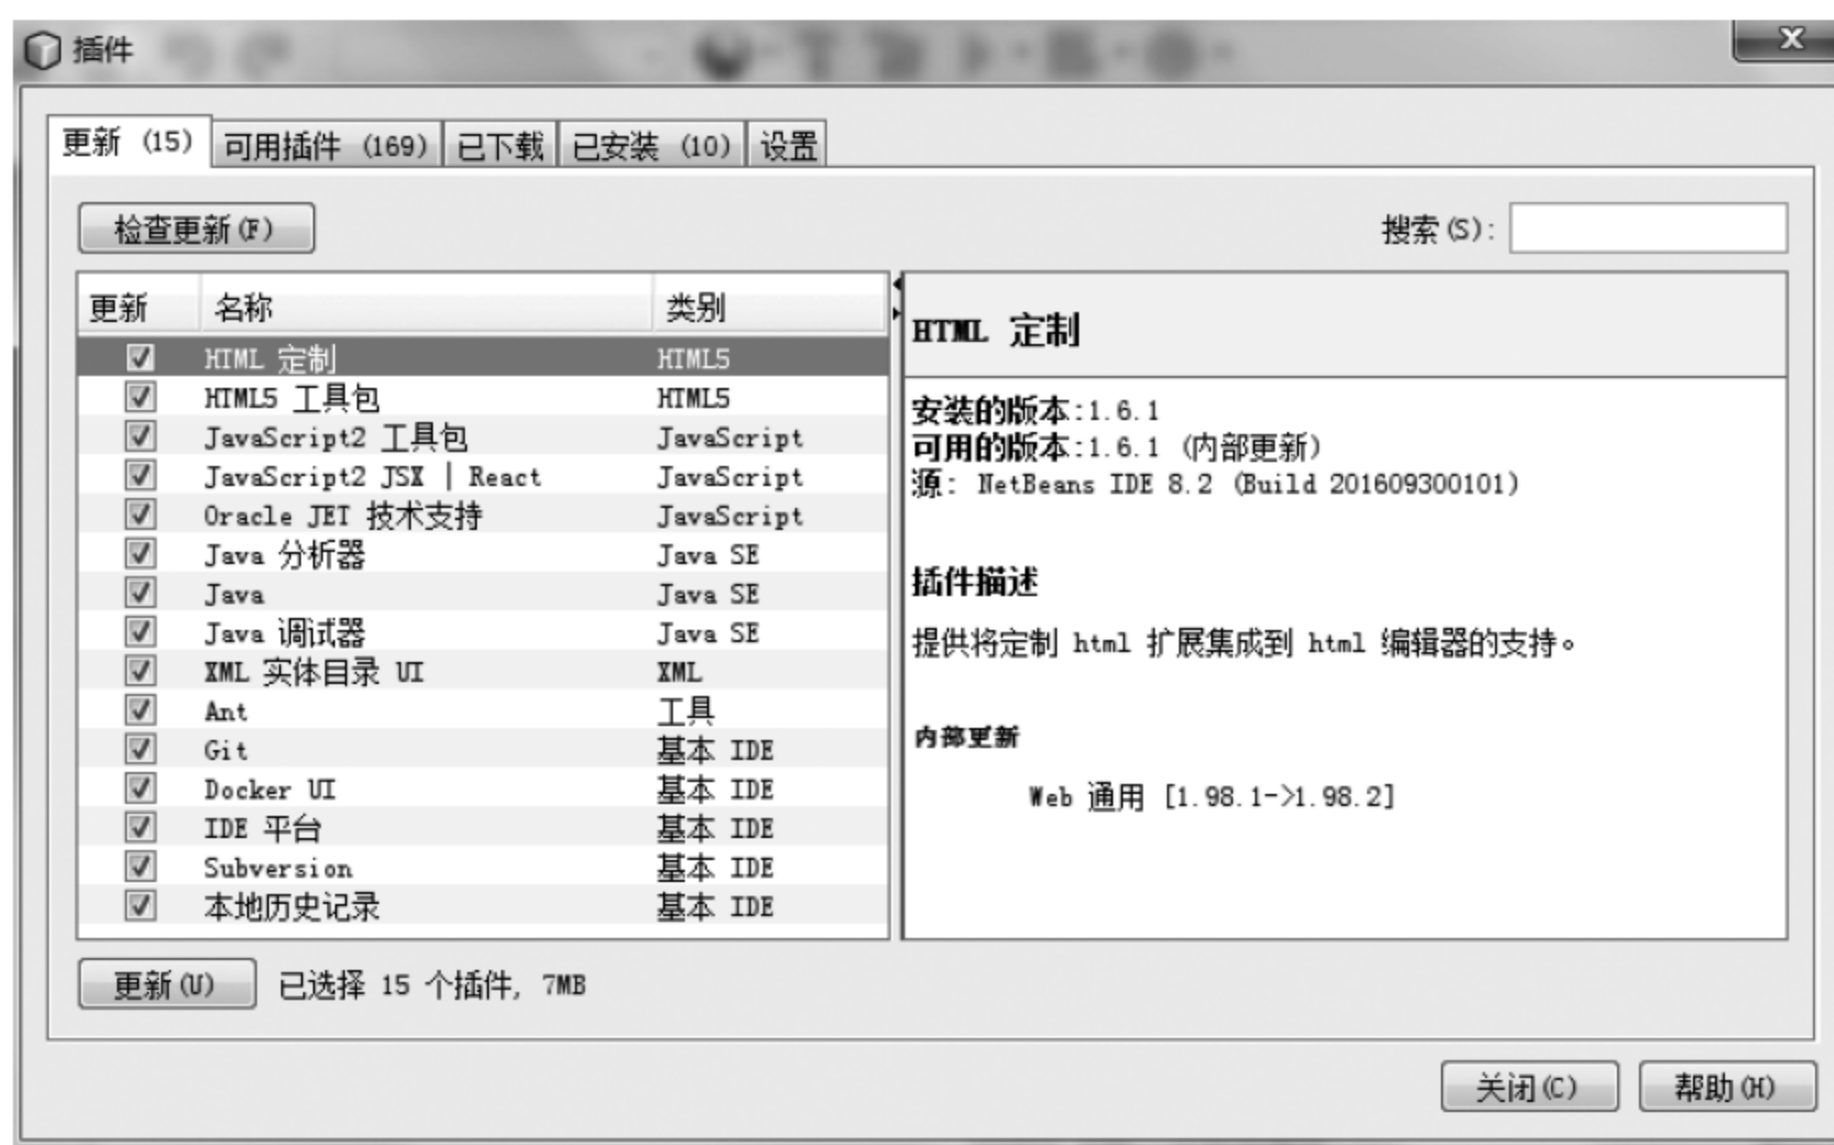 插件
更新 (15) 可用插件 (169) 已下载 已安装 (10) 设置
检查更新(F) 搜索(S):
更新 名称 类别
HTML 定制 HTML5
HTML5 工具包 HTML5
JavaScript2 工具包 JavaScript
JavaScript2 JSX | React JavaScript
Oracle JET 技术支持 JavaScript
Java 分析器 Java SE
Java Java SE
Java 调试器 Java SE
XML 实体目录 UI XML
Ant 工具
Git 基本 IDE
Docker UI 基本 IDE
IDE 平台 基本 IDE
Subversion 基本 IDE
本地历史记录 基本 IDE
HTML 定制
安装的版本:1.6.1
可用的版本:1.6.1 (内部更新)
源: NetBeans IDE 8.2 (Build 201609300101)
插件描述
提供将定制 html 扩展集成到 html 编辑器的支持。
内部更新
Web 通用 [1.98.1->1.98.2]
更新(U) 已选择 15 个插件, 7MB
关闭(C) 帮助(H)